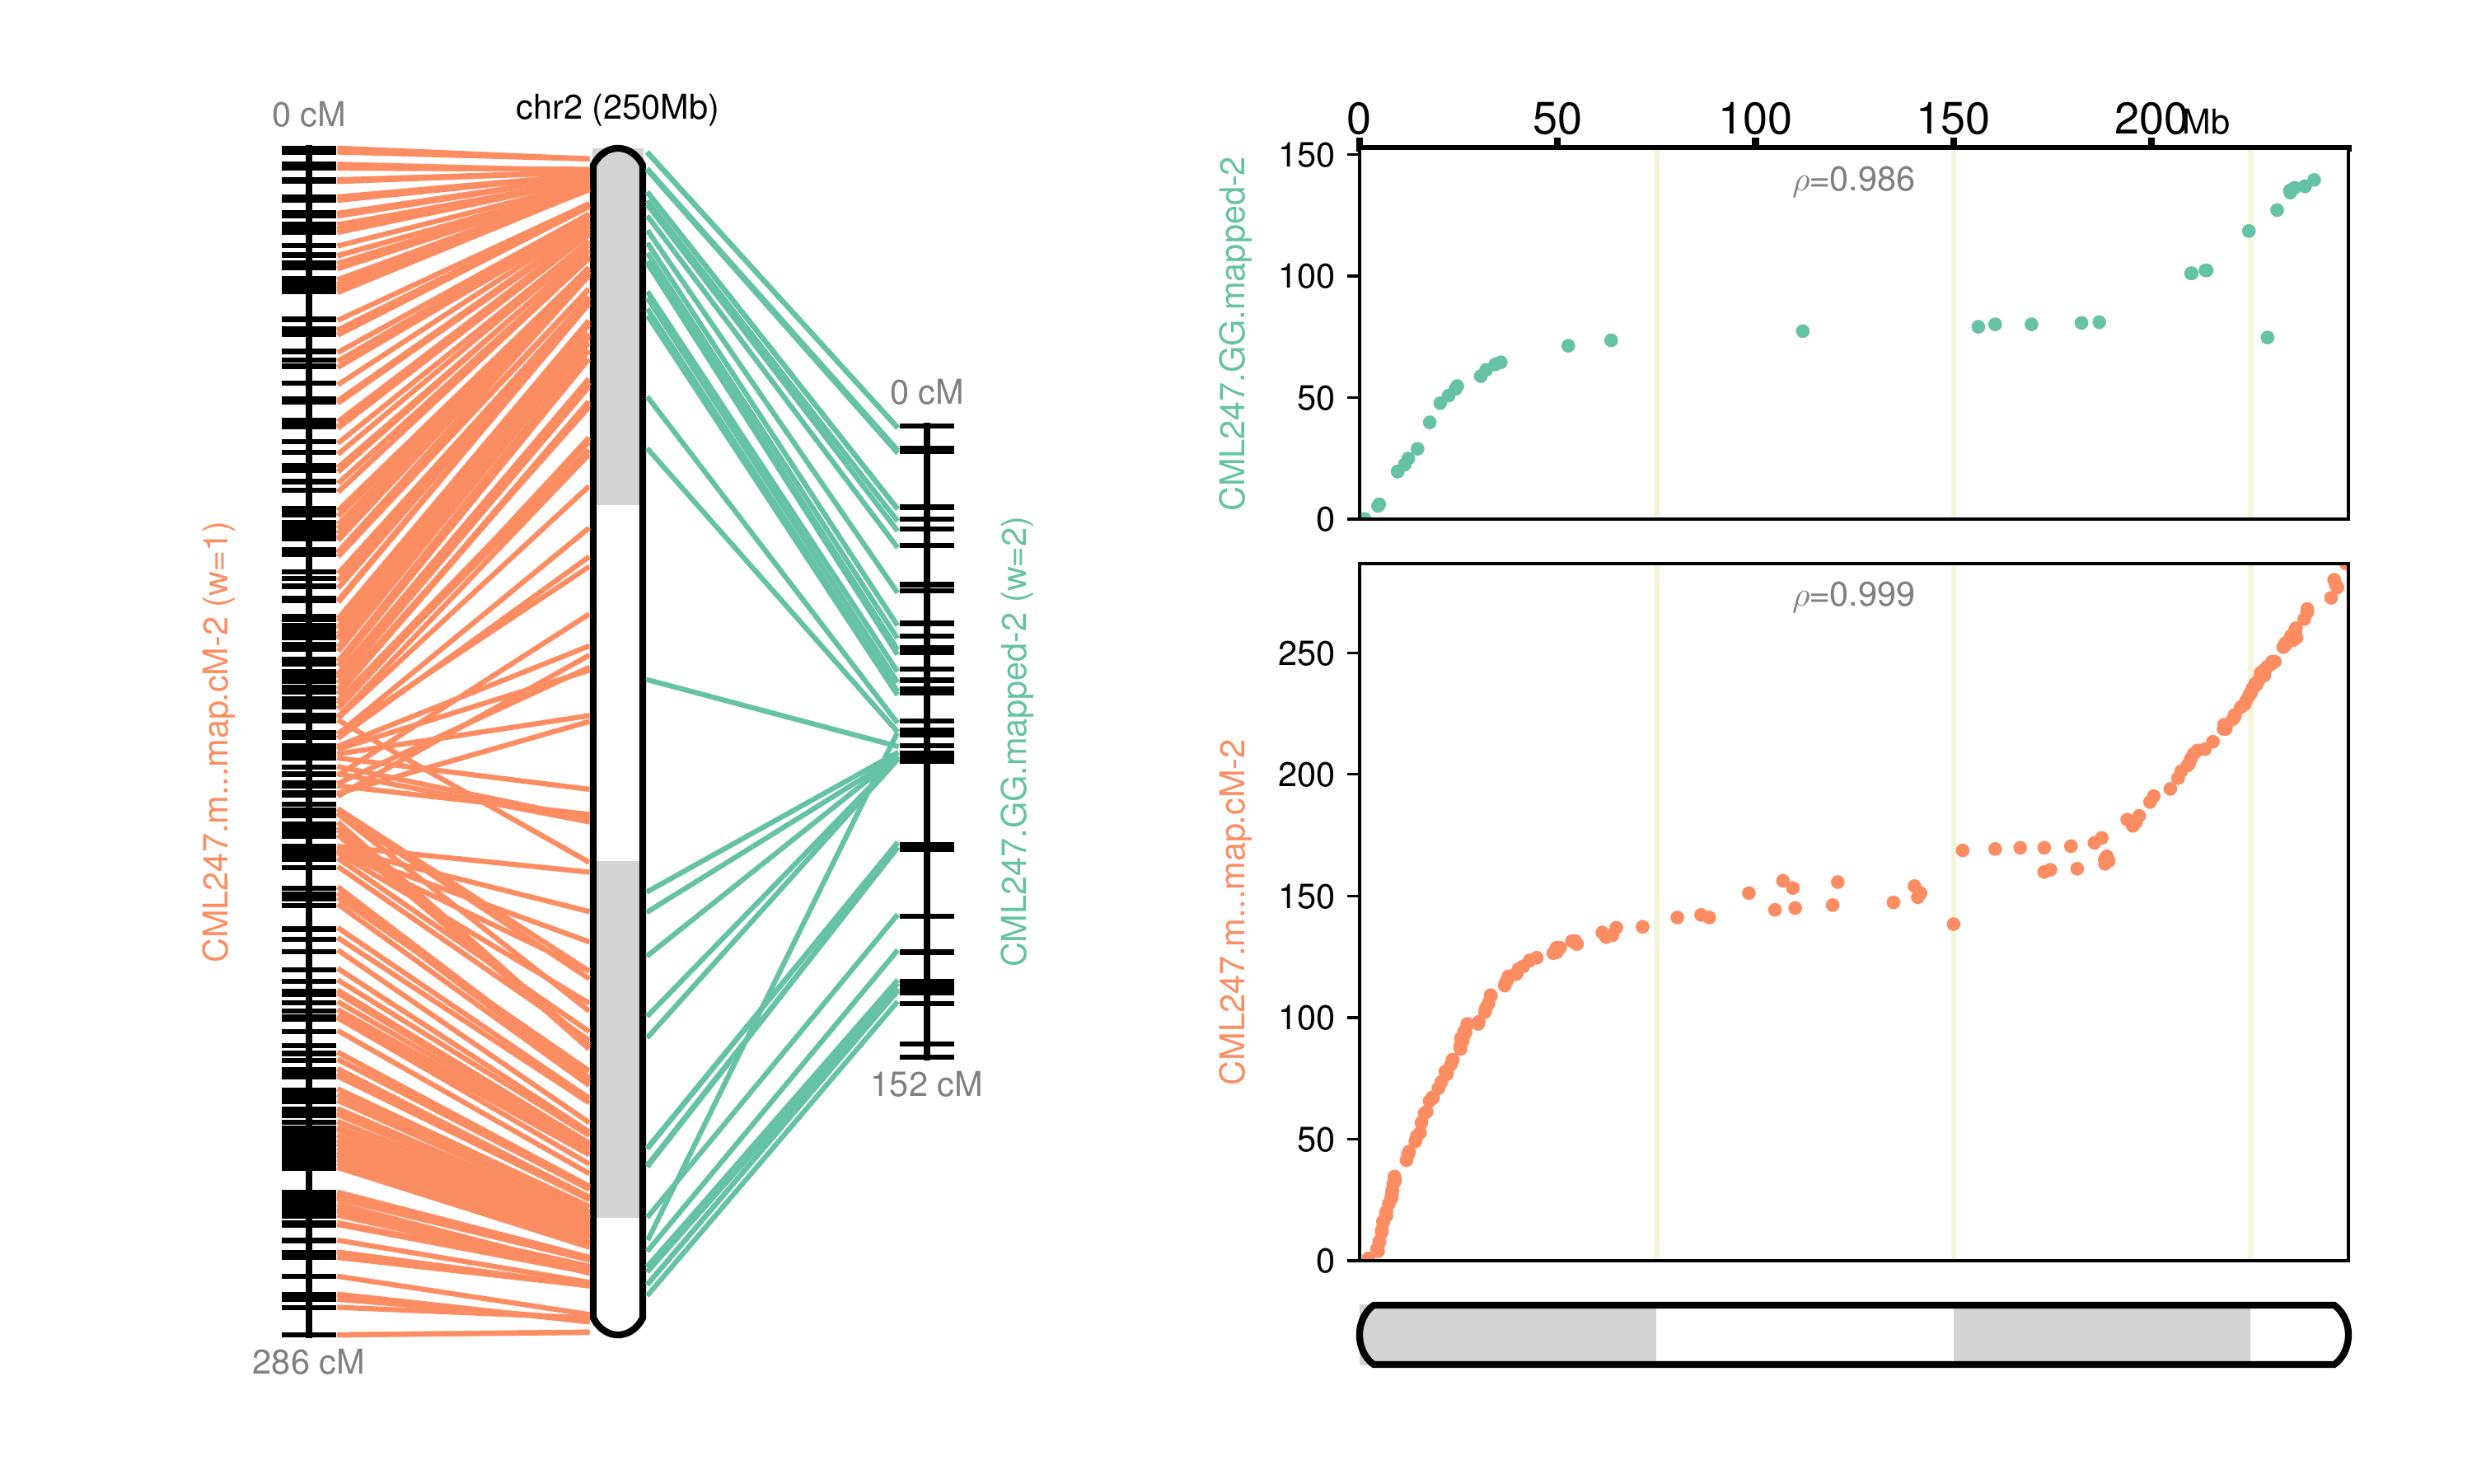 0 cM
chr2 (250Mb)
CML247.m...map.cM-2 (w=1)
286 cM
0 cM
CML247.GG.mapped-2 (w=2)
152 cM
0 50 100 150 200 Mb
CML247.GG.mapped-2
150
100
50
0
ρ=0.986
CML247.m...map.cM-2
250
200
150
100
50
0
ρ=0.999